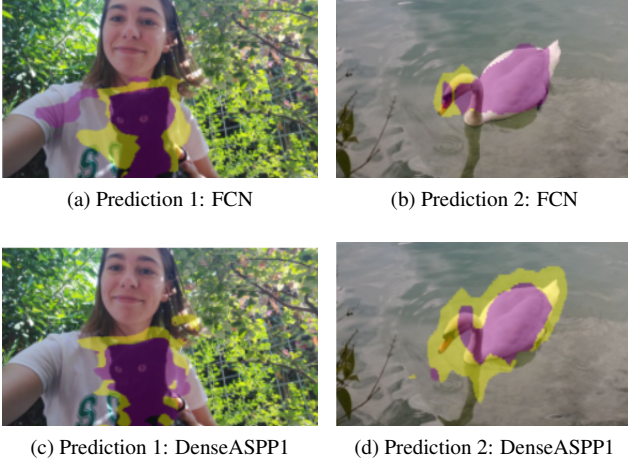 (a) Prediction 1: FCN
(b) Prediction 2: FCN
(c) Prediction 1: DenseASPP1
(d) Prediction 2: DenseASPP1